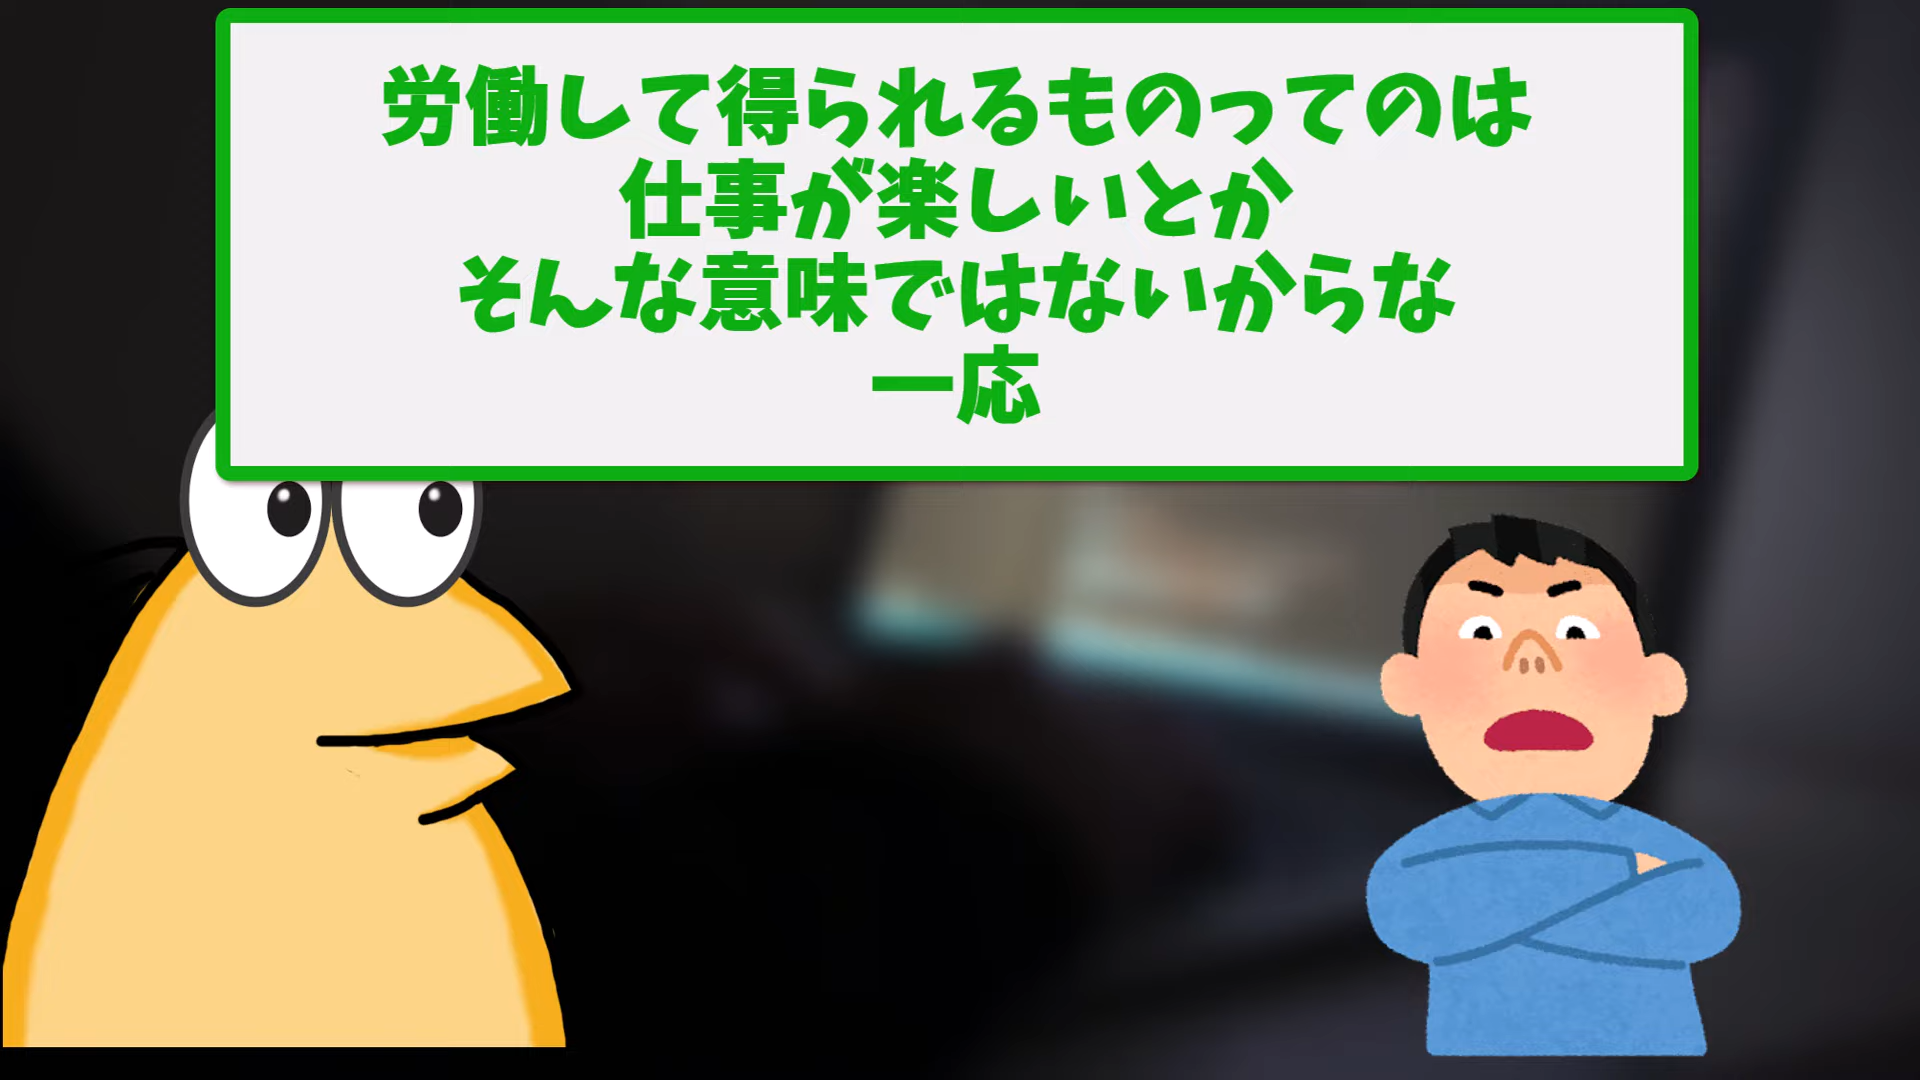 労働して得られるものってのは
仕事が楽しいとか
そんな意味ではないからな
一応